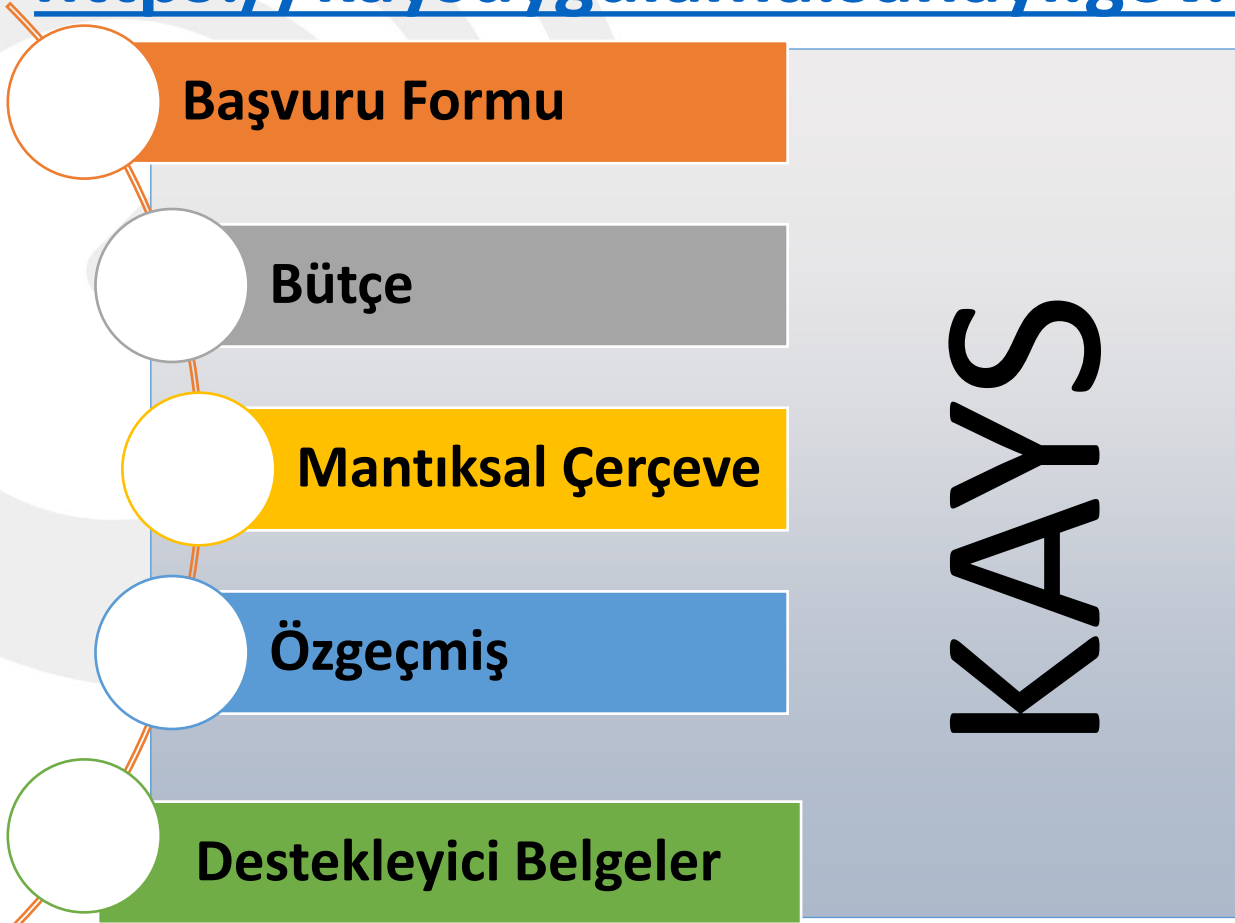 Başvuru Formu
Bütçe
Mantıksal Çerçeve
Özgeçmiş
Destekleyici Belgeler
KAYS